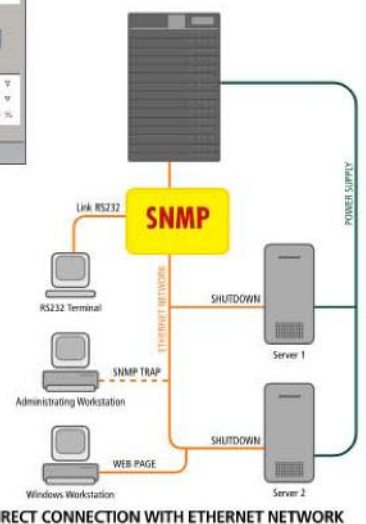 v
v
%
POWER SUPPLY
Link RS232
SNMP
ETHERNET NETWORK
RS232 Terminal
SHUTDOWN
Server 1
SNMP TRAP
Administrating Workstation
SHUTDOWN
WEB PAGE
Windows Workstation
Server 2
RECT CONNECTION WITH ETHERNET NETWORK